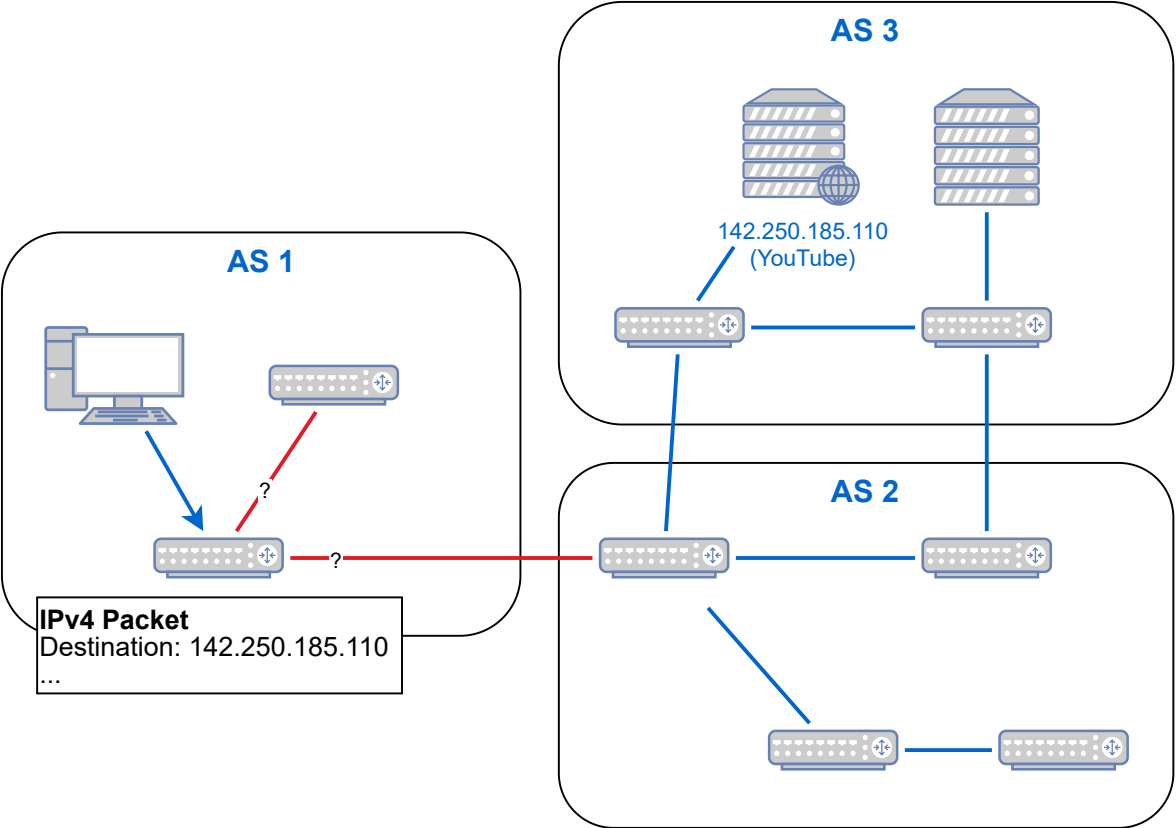 AS 3
142.250.185.110
(YouTube)
AS 1
?
?
IPv4 Packet
Destination: 142.250.185.110
...
AS 2